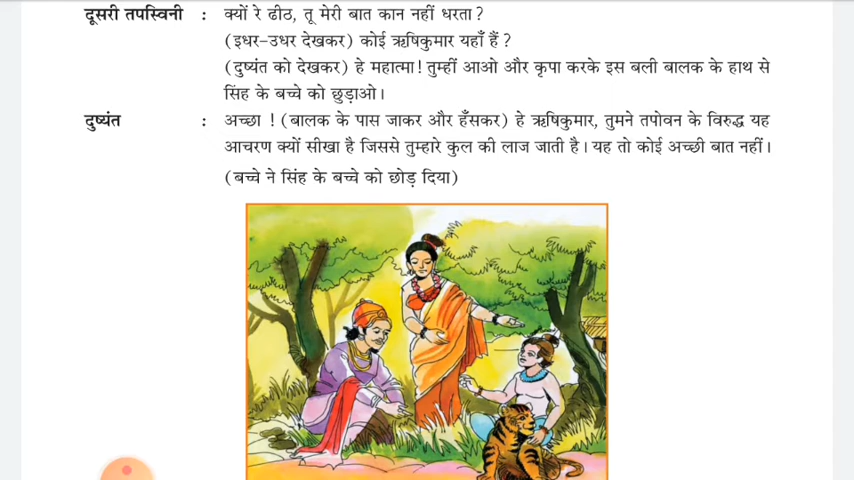 दूसरी तपस्विनी : क्यों रे ढीठ, तू मेरी बात कान नहीं धरता?
(इधर-उधर देखकर) कोई ऋषिकुमार यहाँ हैं?
(दुष्यंत को देखकर) हे महात्मा! तुम्हीं आओ और कृपा करके इस बली बालक के हाथ से
सिंह के बच्चे को छुड़ाओ।
दुष्यंत : अच्छा ! (बालक के पास जाकर और हँसकर) हे ऋषिकुमार, तुमने तपोवन के विरुद्ध यह
आचरण क्यों सीखा है जिससे तुम्हारे कुल की लाज जाती है। यह तो कोई अच्छी बात नहीं।
(बच्चे ने सिंह के बच्चे को छोड़ दिया)